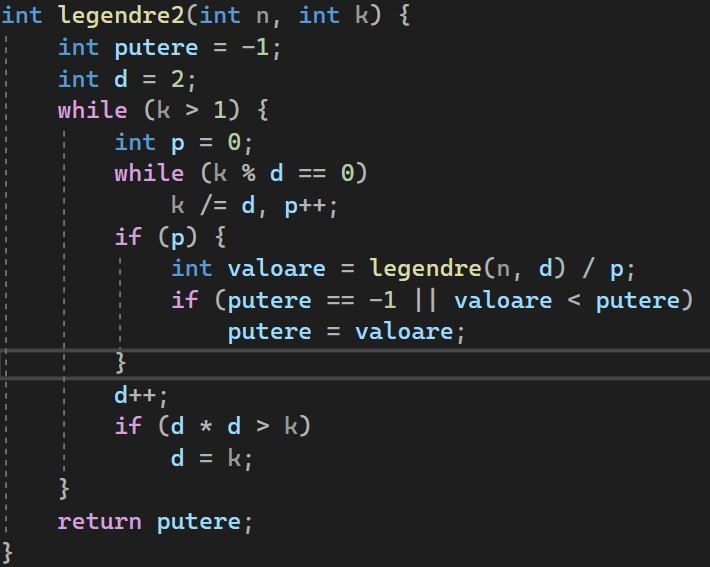 int legendre2(int n, int k) {
    int putere = -1;
    int d = 2;
    while (k > 1) {
        int p = 0;
        while (k % d == 0)
            k /= d, p++;
        if (p) {
            int valoare = legendre(n, d) / p;
            if (putere == -1 || valoare < putere)
                putere = valoare;
        }
        d++;
        if (d * d > k)
            d = k;
    }
    return putere;
}